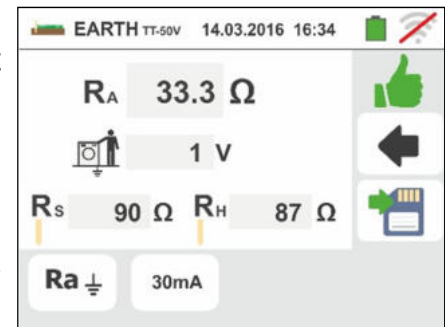 EARTH TT-50V 14.03.2016 16:34
RA 33.3 Ω
1 V
RS 90 Ω RH 87 Ω
Ra 30mA